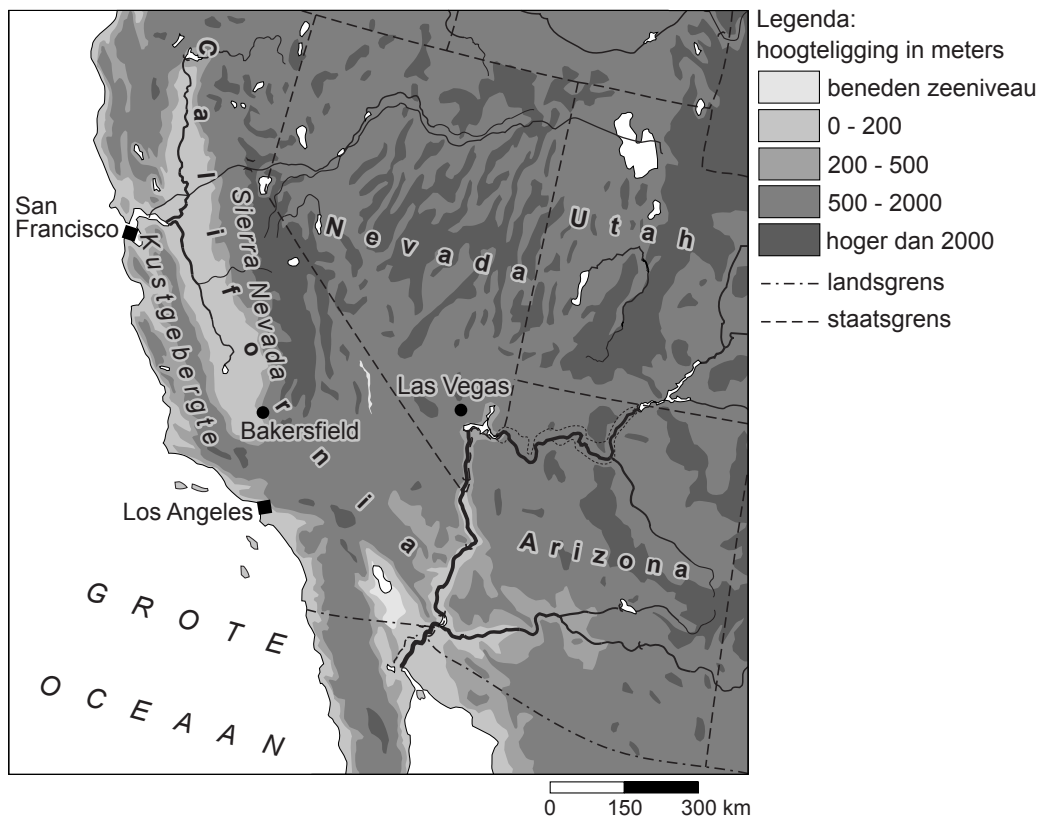 Legenda:
hoogteligging in meters
beneden zeeniveau
0 - 200
200 - 500
500 - 2000
hoger dan 2000
landsgrens
staatsgrens
California
Sierra Nevada
Nevada
Utah
San
Francisco
Kustgebergte
Las Vegas
Bakersfield
Los Angeles
Arizona
GROTE
OCEAAN
0 150 300 km